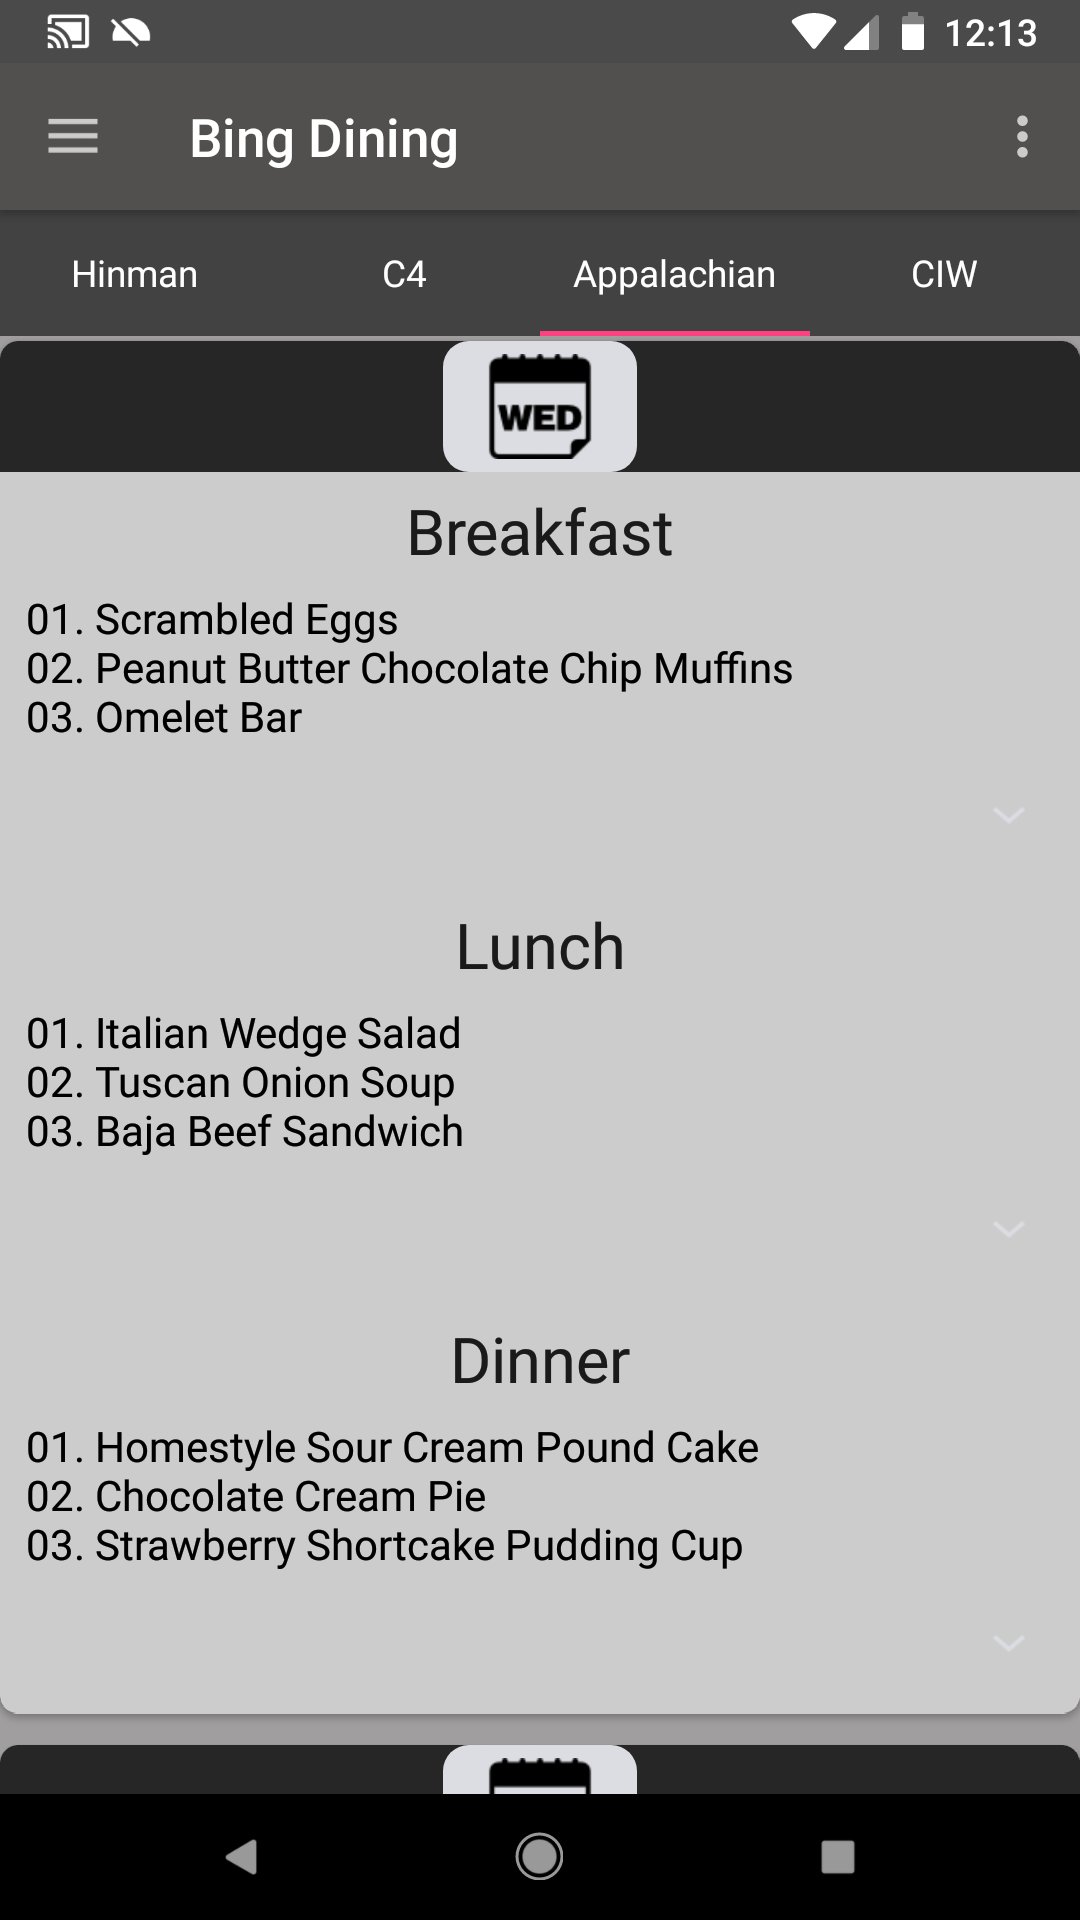 12:13
Bing Dining
Hinman C4 Appalachian CIW
WED
Breakfast
01. Scrambled Eggs
02. Peanut Butter Chocolate Chip Muffins
03. Omelet Bar
Lunch
01. Italian Wedge Salad
02. Tuscan Onion Soup
03. Baja Beef Sandwich
Dinner
01. Homestyle Sour Cream Pound Cake
02. Chocolate Cream Pie
03. Strawberry Shortcake Pudding Cup